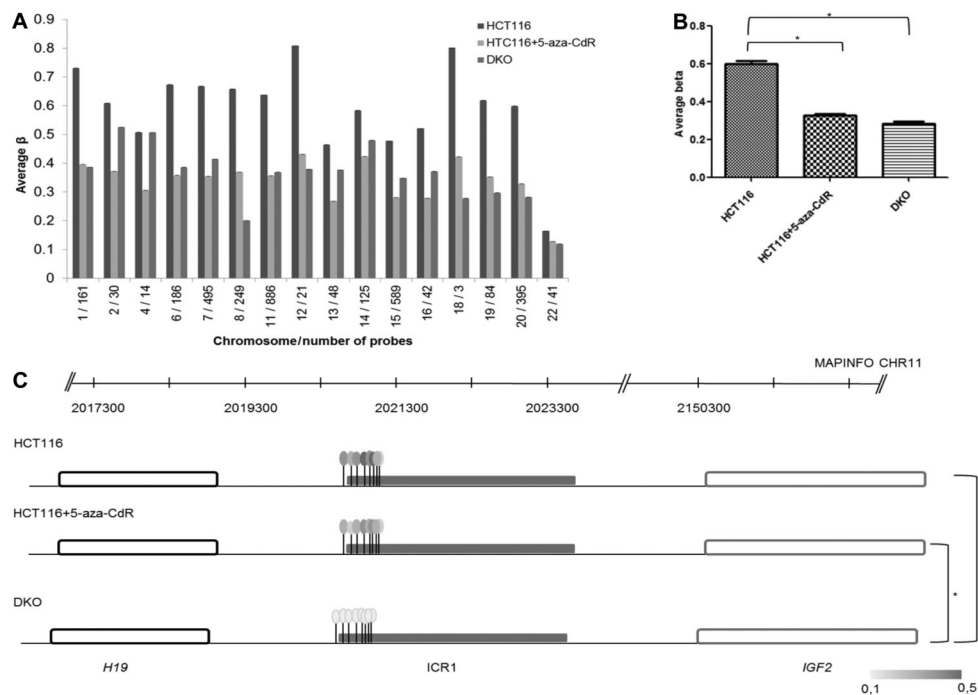 A
0.9
0.8
0.7
0.6
0.5
0.4
0.3
0.2
0.1
0
Average β
HCT116
HTC116+5-aza-CdR
DKO
1 / 161
2 / 30
4 / 14
6 / 186
7 / 495
8 / 249
11 / 886
12 / 21
13 / 48
14 / 125
15 / 589
16 / 42
18 / 3
19 / 84
20 / 395
22 / 41
Chromosome/number of probes
B
*
*
0.8
0.6
0.4
0.2
0.0
Average beta
HCT116
HCT116+5-aza-CdR
DKO
C
MAPINFO CHR11
2017300 2019300 2021300 2023300 2150300
HCT116
HCT116+5-aza-CdR
*
DKO
H19 ICR1 IGF2
0,1 0,5